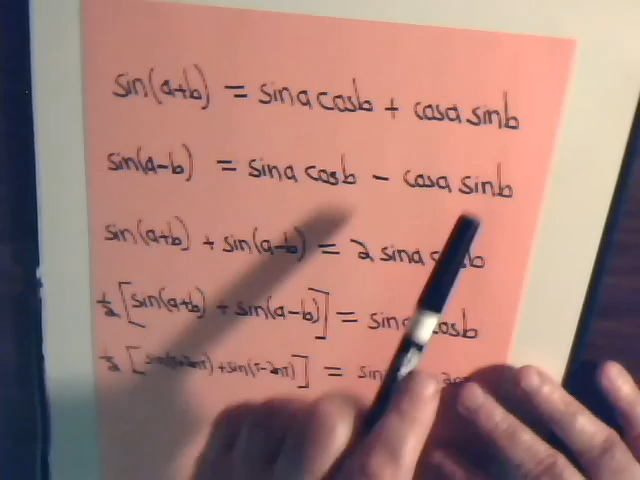 sin(a+b) = sina cosb + cosa sinb
sin(a-b) = sina cosb - cosa sinb
sin(a+b) + sin(a-b) = 2 sina
½[sin(a+b) + sin(a-b)] = sin cosb
½[ ] = sin